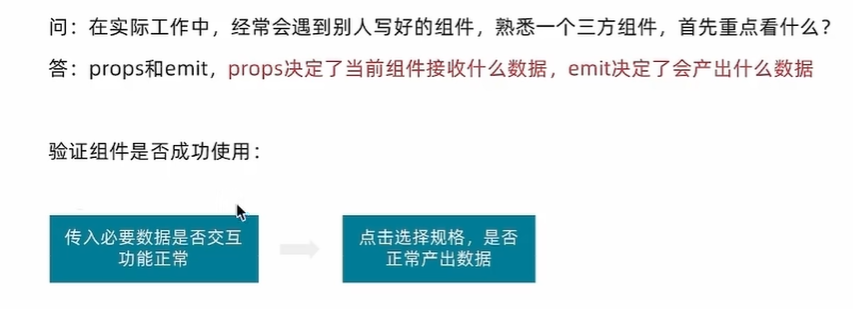 问：在实际工作中，经常会遇到别人写好的组件，熟悉一个三方组件，首先重点看什么？
答：props和emit，props决定了当前组件接收什么数据，emit决定了会产出什么数据
验证组件是否成功使用：
传入必要数据是否交互
功能正常
点击选择规格，是否
正常产出数据